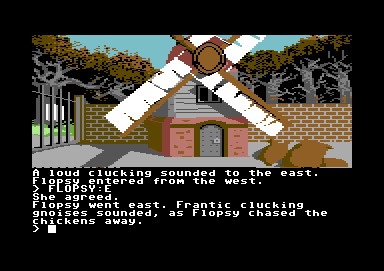 A loud clucking sounded to the east.
Flopsy entered from the west.
> FLOPSY:E
She agreed.
Flopsy went east. Frantic clucking
gnoises sounded, as Flopsy chased the
chickens away.
>